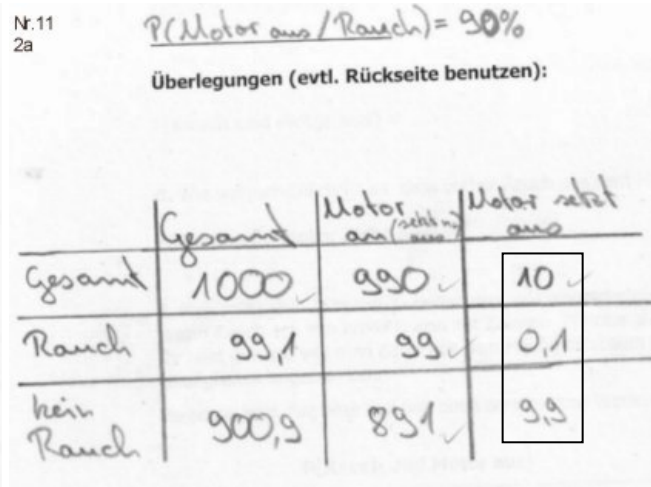 Nr.11
2a
P(Motor aus/Rauch)= 90%
Überlegungen (evtl. Rückseite benutzen):
Gesamt | Motor an (setzt n. aus) | Motor setzt aus
Gesamt | 1000 ✓ | 990 ✓ | 10 ✓
Rauch | 99,1 | 99 ✓ | 0,1
kein Rauch | 900,9 | 891 ✓ | 9,9